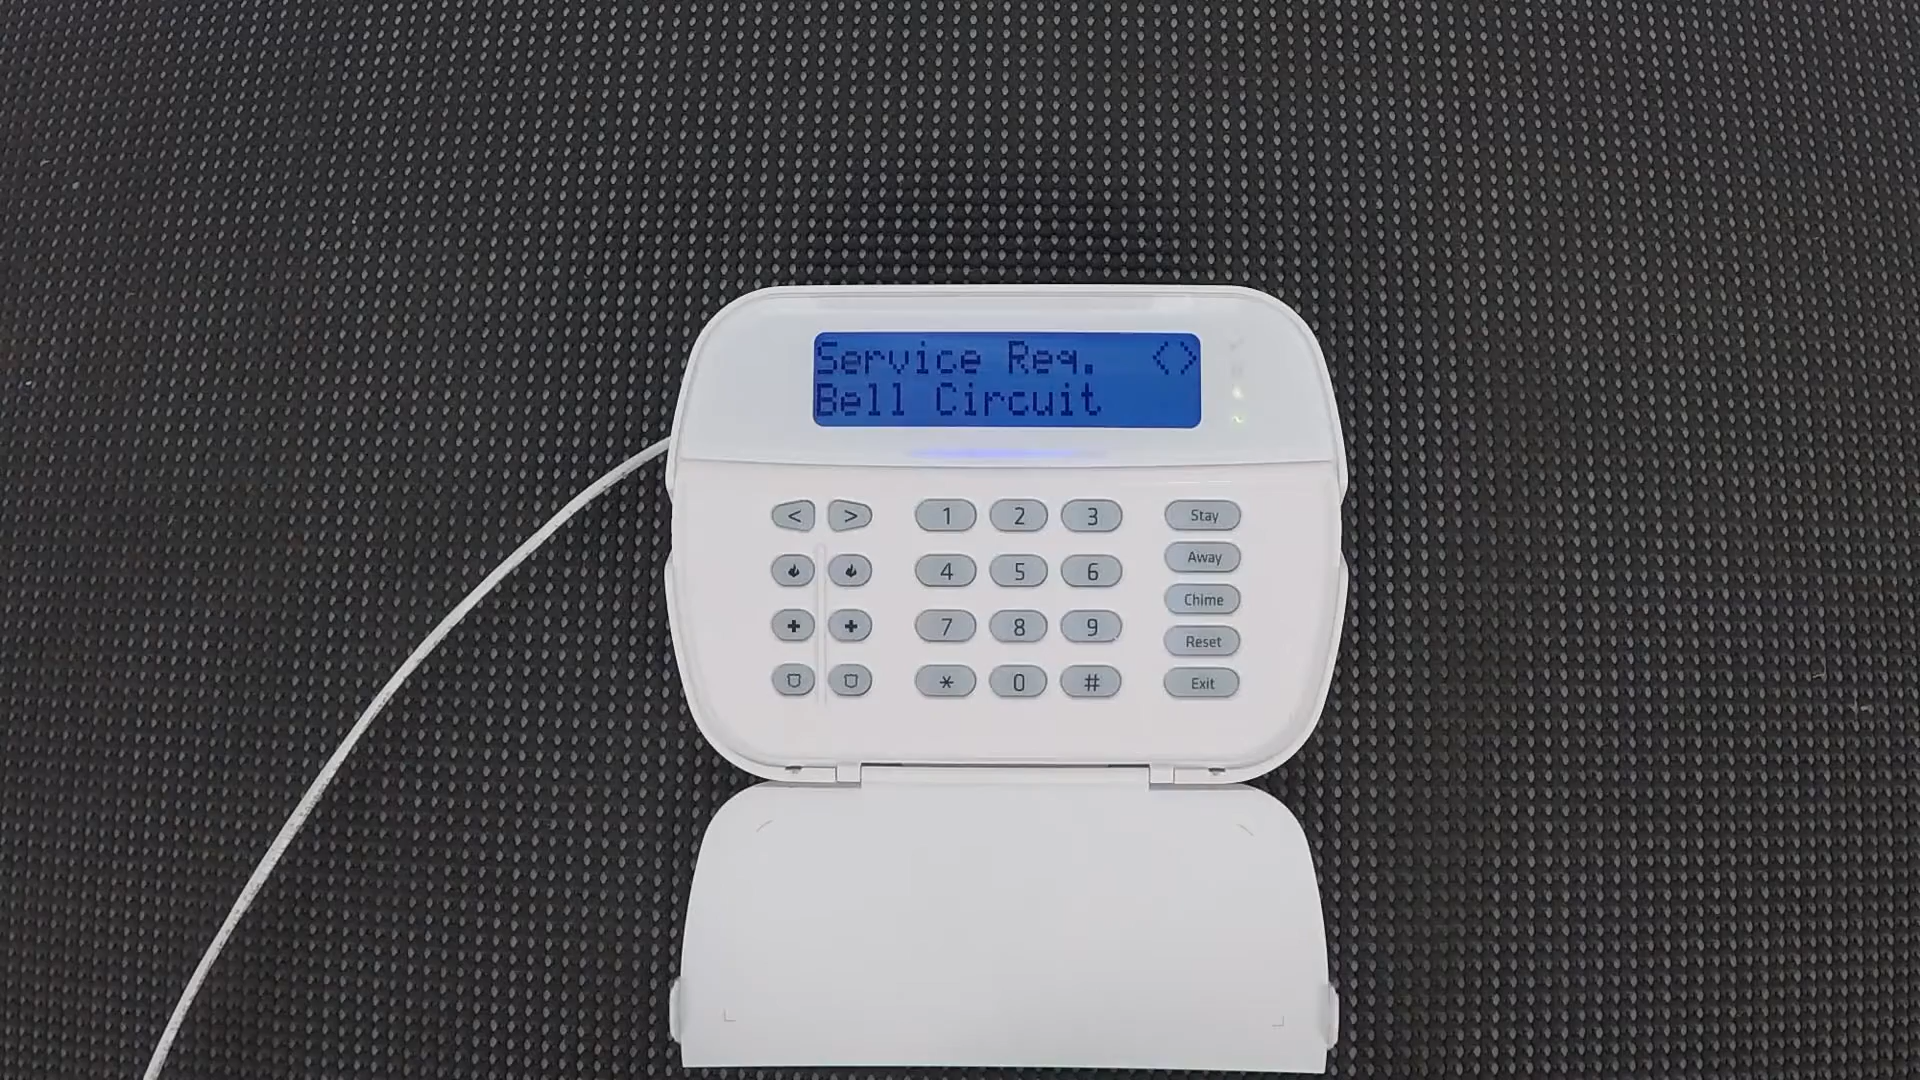 Service Req. <>
Bell Circuit
< > 1 2 3 Stay
4 5 6 Away
Chime
+ + 7 8 9 Reset
* 0 # Exit